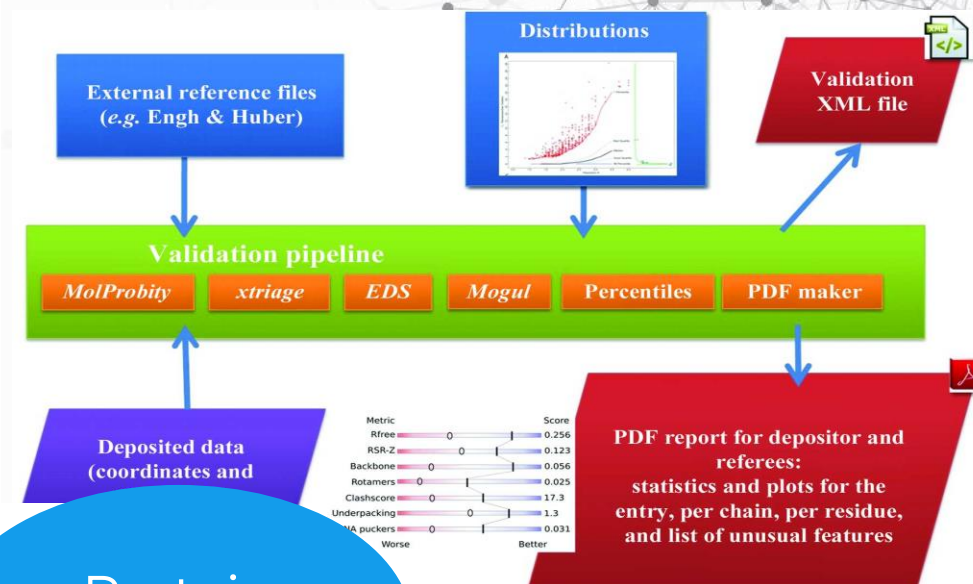 External reference files
(e.g. Engh & Huber)
Distributions
A
XML
</>
Validation
XML file
Validation pipeline
MolProbity
xtriage
EDS
Mogul
Percentiles
PDF maker
Deposited data
(coordinates and
Metric Score
Rfree 0.256
RSR-Z 0.123
Backbone 0.056
Rotamers 0.025
Clashscore 17.3
Underpacking 1.3
puckers 0.031
Worse Better
PDF report for depositor and
referees:
statistics and plots for the
entry, per chain, per residue,
and list of unusual features